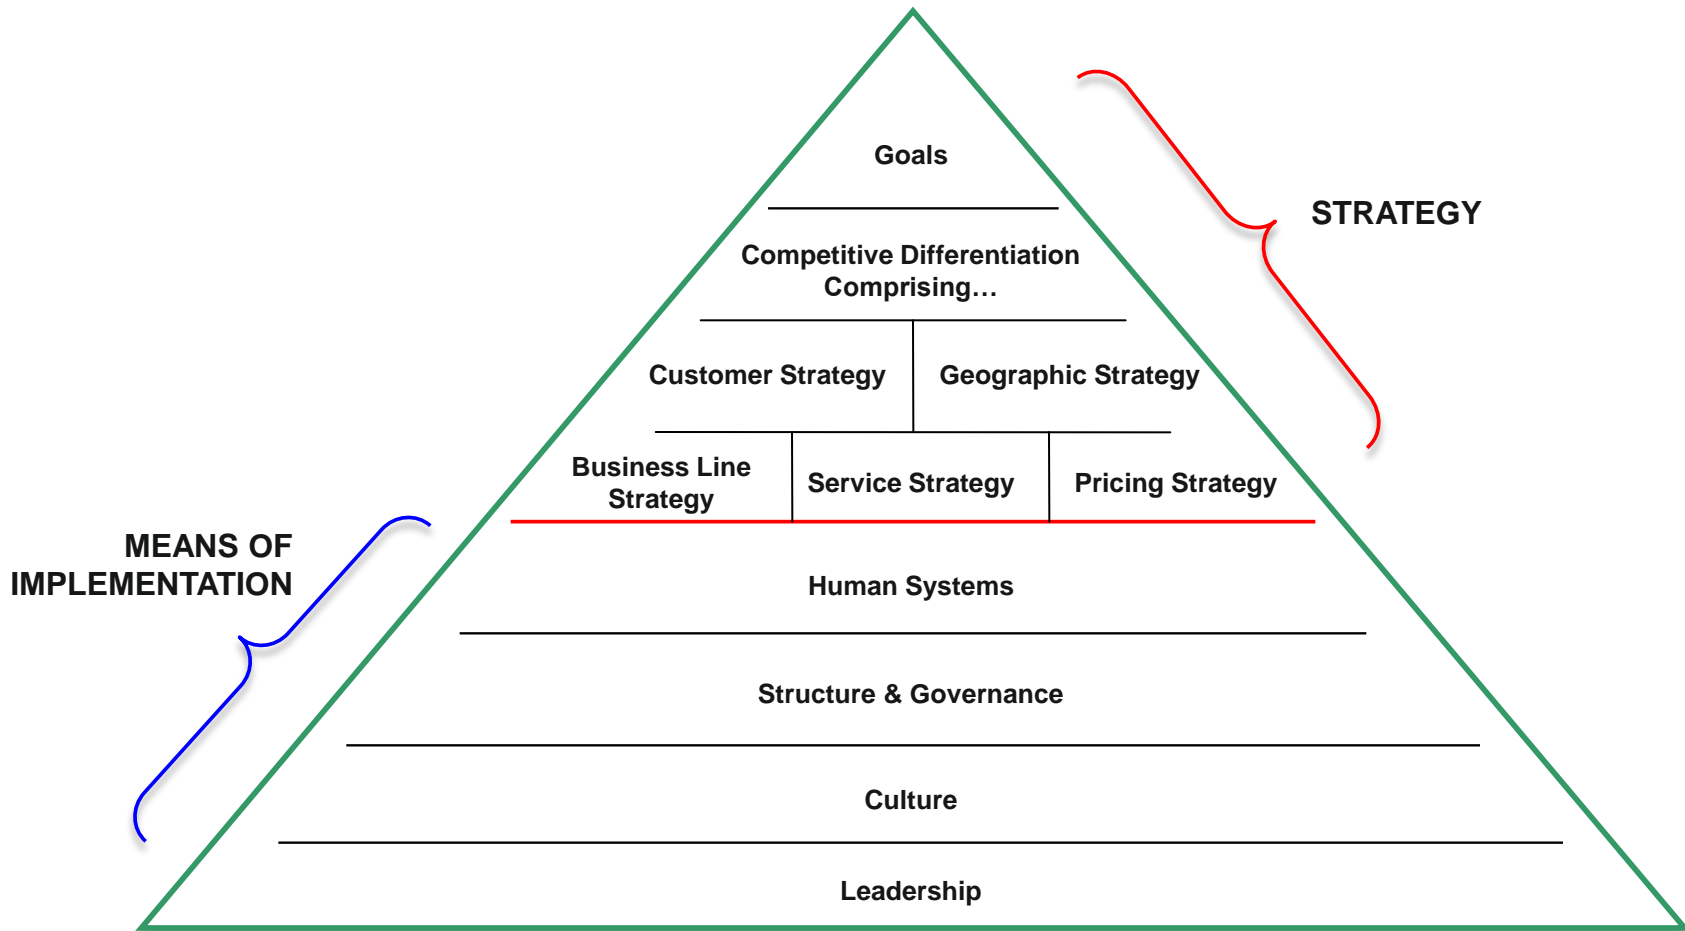 Goals
STRATEGY
Competitive Differentiation
Comprising…
Customer Strategy
Geographic Strategy
Business Line
Strategy
Service Strategy
Pricing Strategy
MEANS OF
IMPLEMENTATION
Human Systems
Structure & Governance
Culture
Leadership